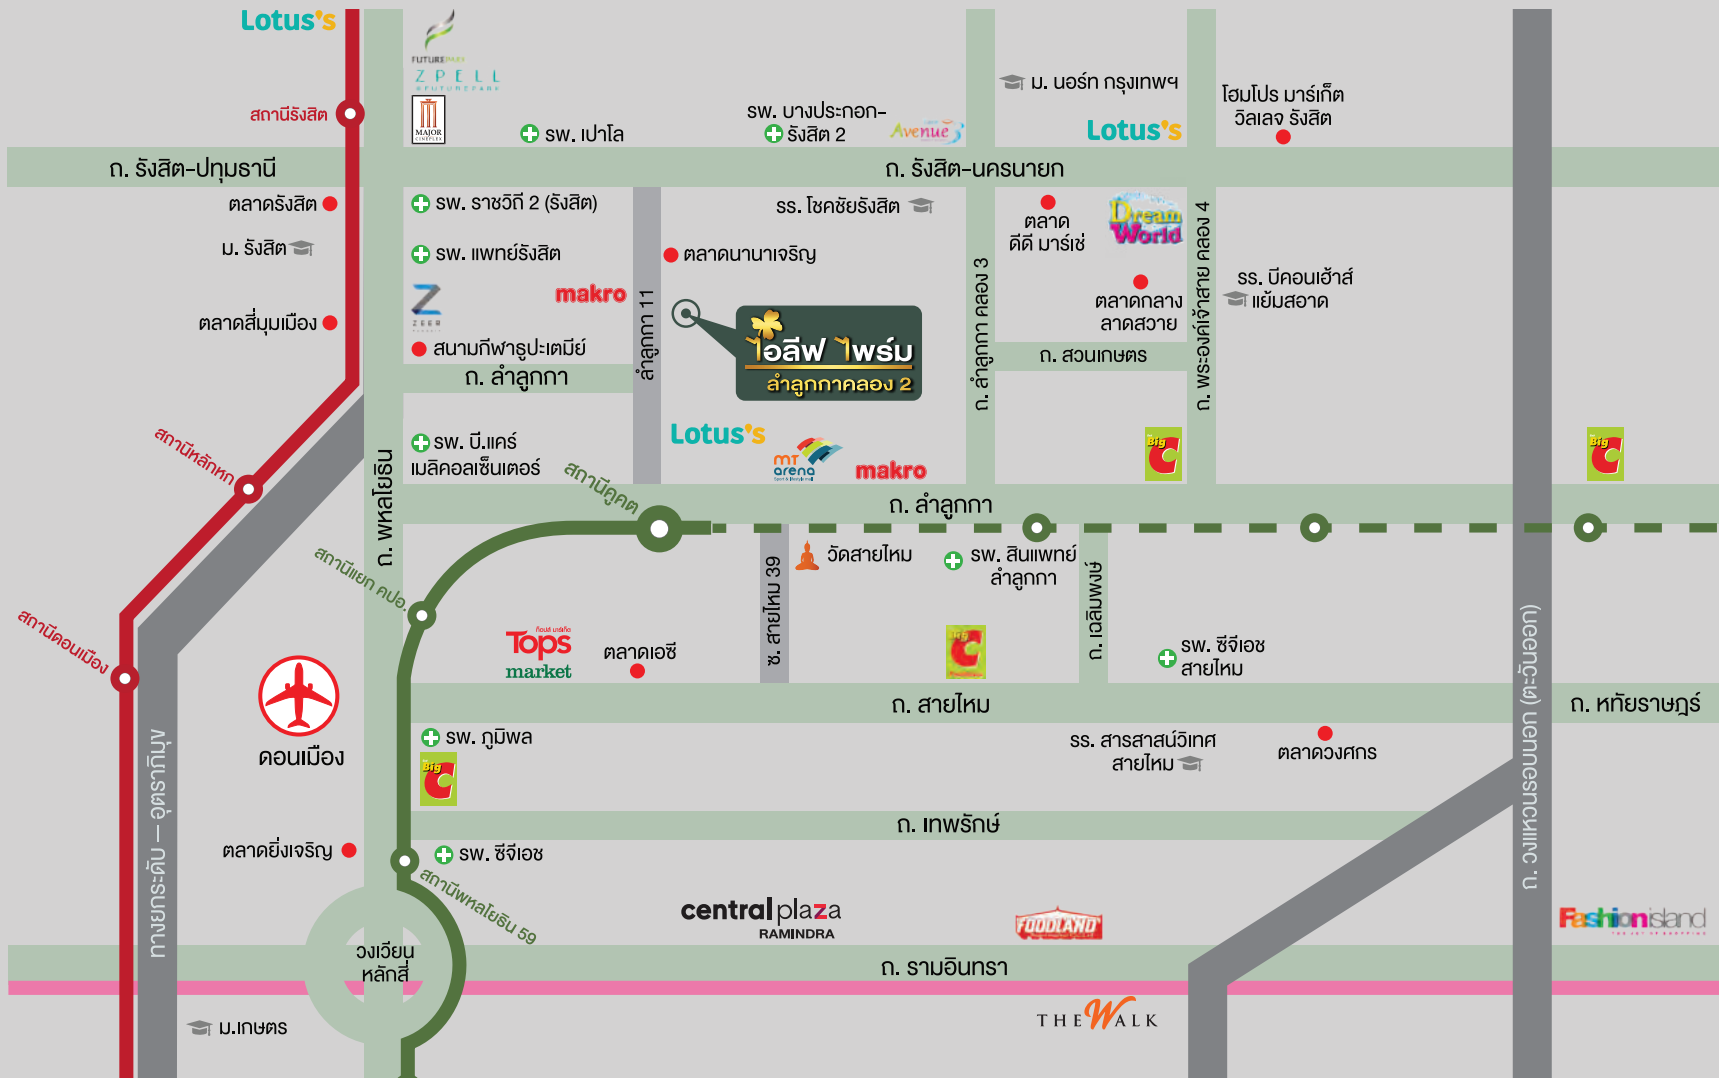 Lotus's
FUTUREPARK
ZPELL
@FUTUREPARK
MAJOR
CINEPLEX
สถานีรังสิต
รพ. เปาโล
รพ. บางปะกอก-
รังสิต 2
Avenue 3
ม. นอร์ท กรุงเทพฯ
Lotus's
โฮมโปร มาร์เก็ต
วิลเลจ รังสิต
ถ. รังสิต-ปทุมธานี
ถ. รังสิต-นครนายก
ตลาดรังสิต
ม. รังสิต
ตลาดสี่มุมเมือง
รพ. ราชวิถี 2 (รังสิต)
รพ. แพทย์รังสิต
ZEER
makro
สนามกีฬาธูปะเตมีย์
ถ. ลำลูกกา
ลำลูกกา 11
รร. โชคชัยรังสิต
ตลาดนานาเจริญ
ไอลีฟ ไพร์ม
ลำลูกกาคลอง 2
ถ. ลำลูกกา คลอง 3
ตลาด
ดีดี มาร์เช่
Dream
World
ตลาดกลาง
ลาดสวาย
ถ. สวนเกษตร
ถ. พระองค์เจ้าสาย คลอง 4
รร. บีคอนเฮ้าส์
แย้มสอาด
สถานีหลักหก
ถ. พหลโยธิน
รพ. บี.แคร์
เมดิคอลเซ็นเตอร์
สถานีคูคต
Lotus's
MT
arena
makro
Big
C
Big
C
ถ. ลำลูกกา
สถานีแยก คปอ.
สถานีดอนเมือง
ซ. สายไหม 39
วัดสายไหม
รพ. สินแพทย์
ลำลูกกา
ถ. เฉลิมพงษ์
Tops
market
ตลาดเอซี
Big
C
รพ. ซีจีเอช
สายไหม
ถ. สายไหม
ถ. หทัยราษฎร์
ดอนเมือง
ทางยกระดับ — อุตราภิมุข
รพ. ภูมิพล
Big
C
รร. สารสาสน์วิเทศ
สายไหม
ตลาดวงศกร
ถ. วงแหวนรอบนอก (ตะวันออก)
ถ. เทพรักษ์
ตลาดยิ่งเจริญ
รพ. ซีจีเอช
สถานีพหลโยธิน 59
central plaza
RAMINDRA
FOODLAND
Fashion island
วงเวียน
หลักสี่
ถ. รามอินทรา
ม.เกษตร
THE WALK